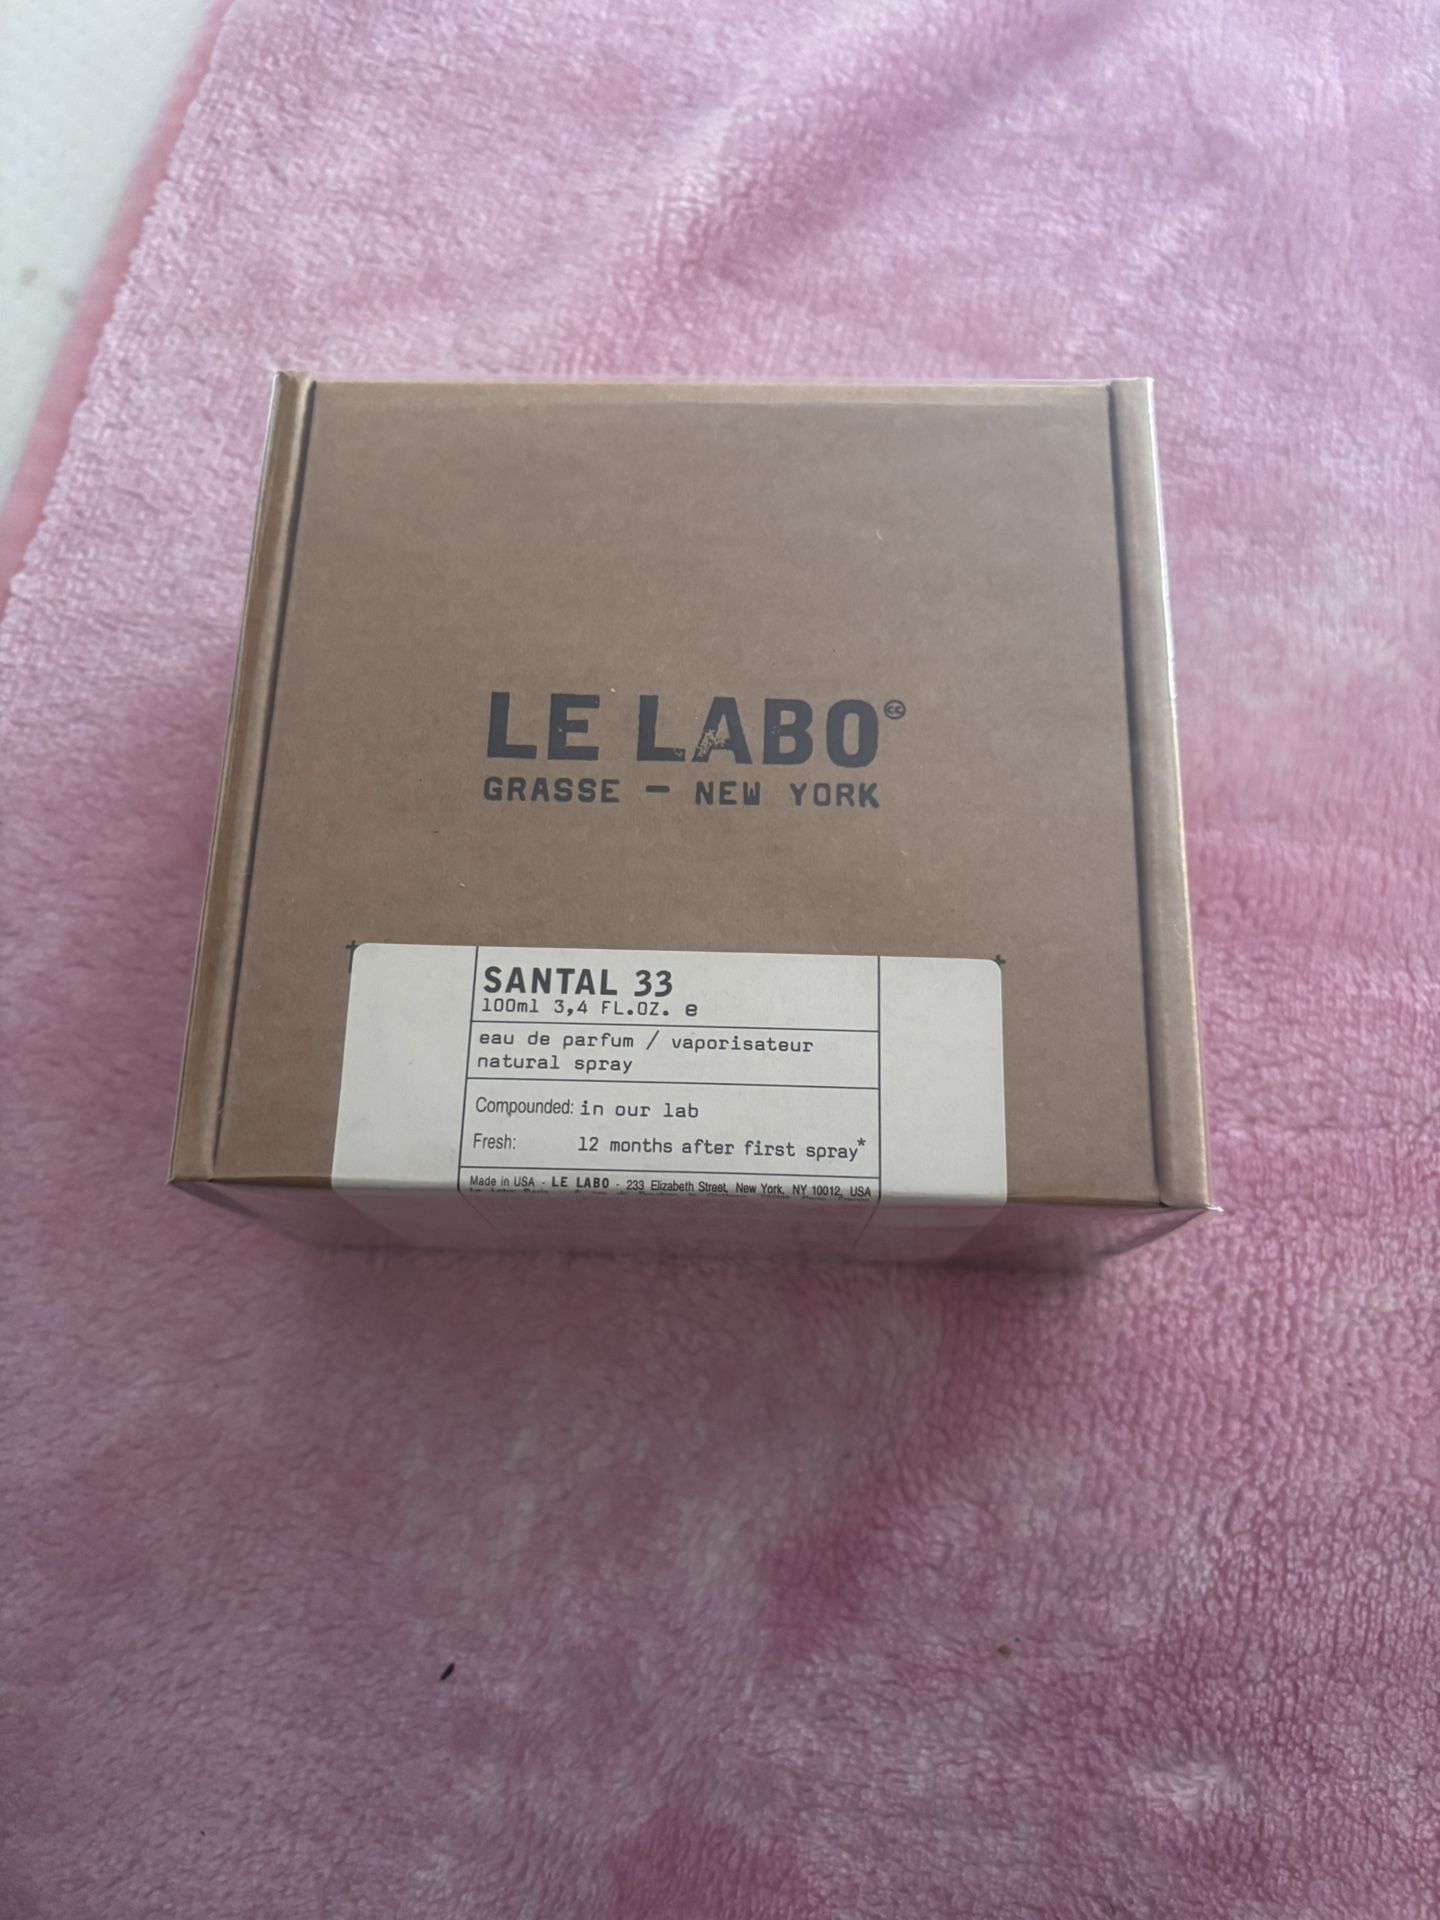 LE LABO
GRASSE — NEW YORK
SANTAL 33
100ml 3,4 FL.OZ. e
eau de parfum / vaporisateur
natural spray
Compounded: in our lab
Fresh: 12 months after first spray*
Made in USA - LE LABO - 233 Elizabeth Street, New York, NY 10012, USA